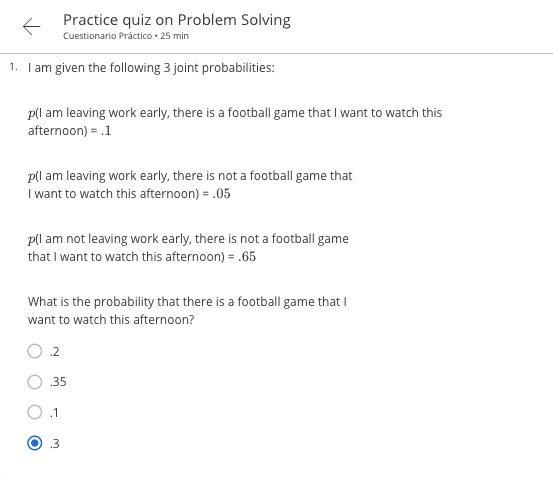 Practice quiz on Problem Solving
Cuestionario Práctico • 25 min
1. I am given the following 3 joint probabilities:
p(I am leaving work early, there is a football game that I want to watch this
afternoon) = .1
p(I am leaving work early, there is not a football game that
I want to watch this afternoon) = .05
p(I am not leaving work early, there is not a football game
that I want to watch this afternoon) = .65
What is the probability that there is a football game that I
want to watch this afternoon?
.2
.35
.1
.3